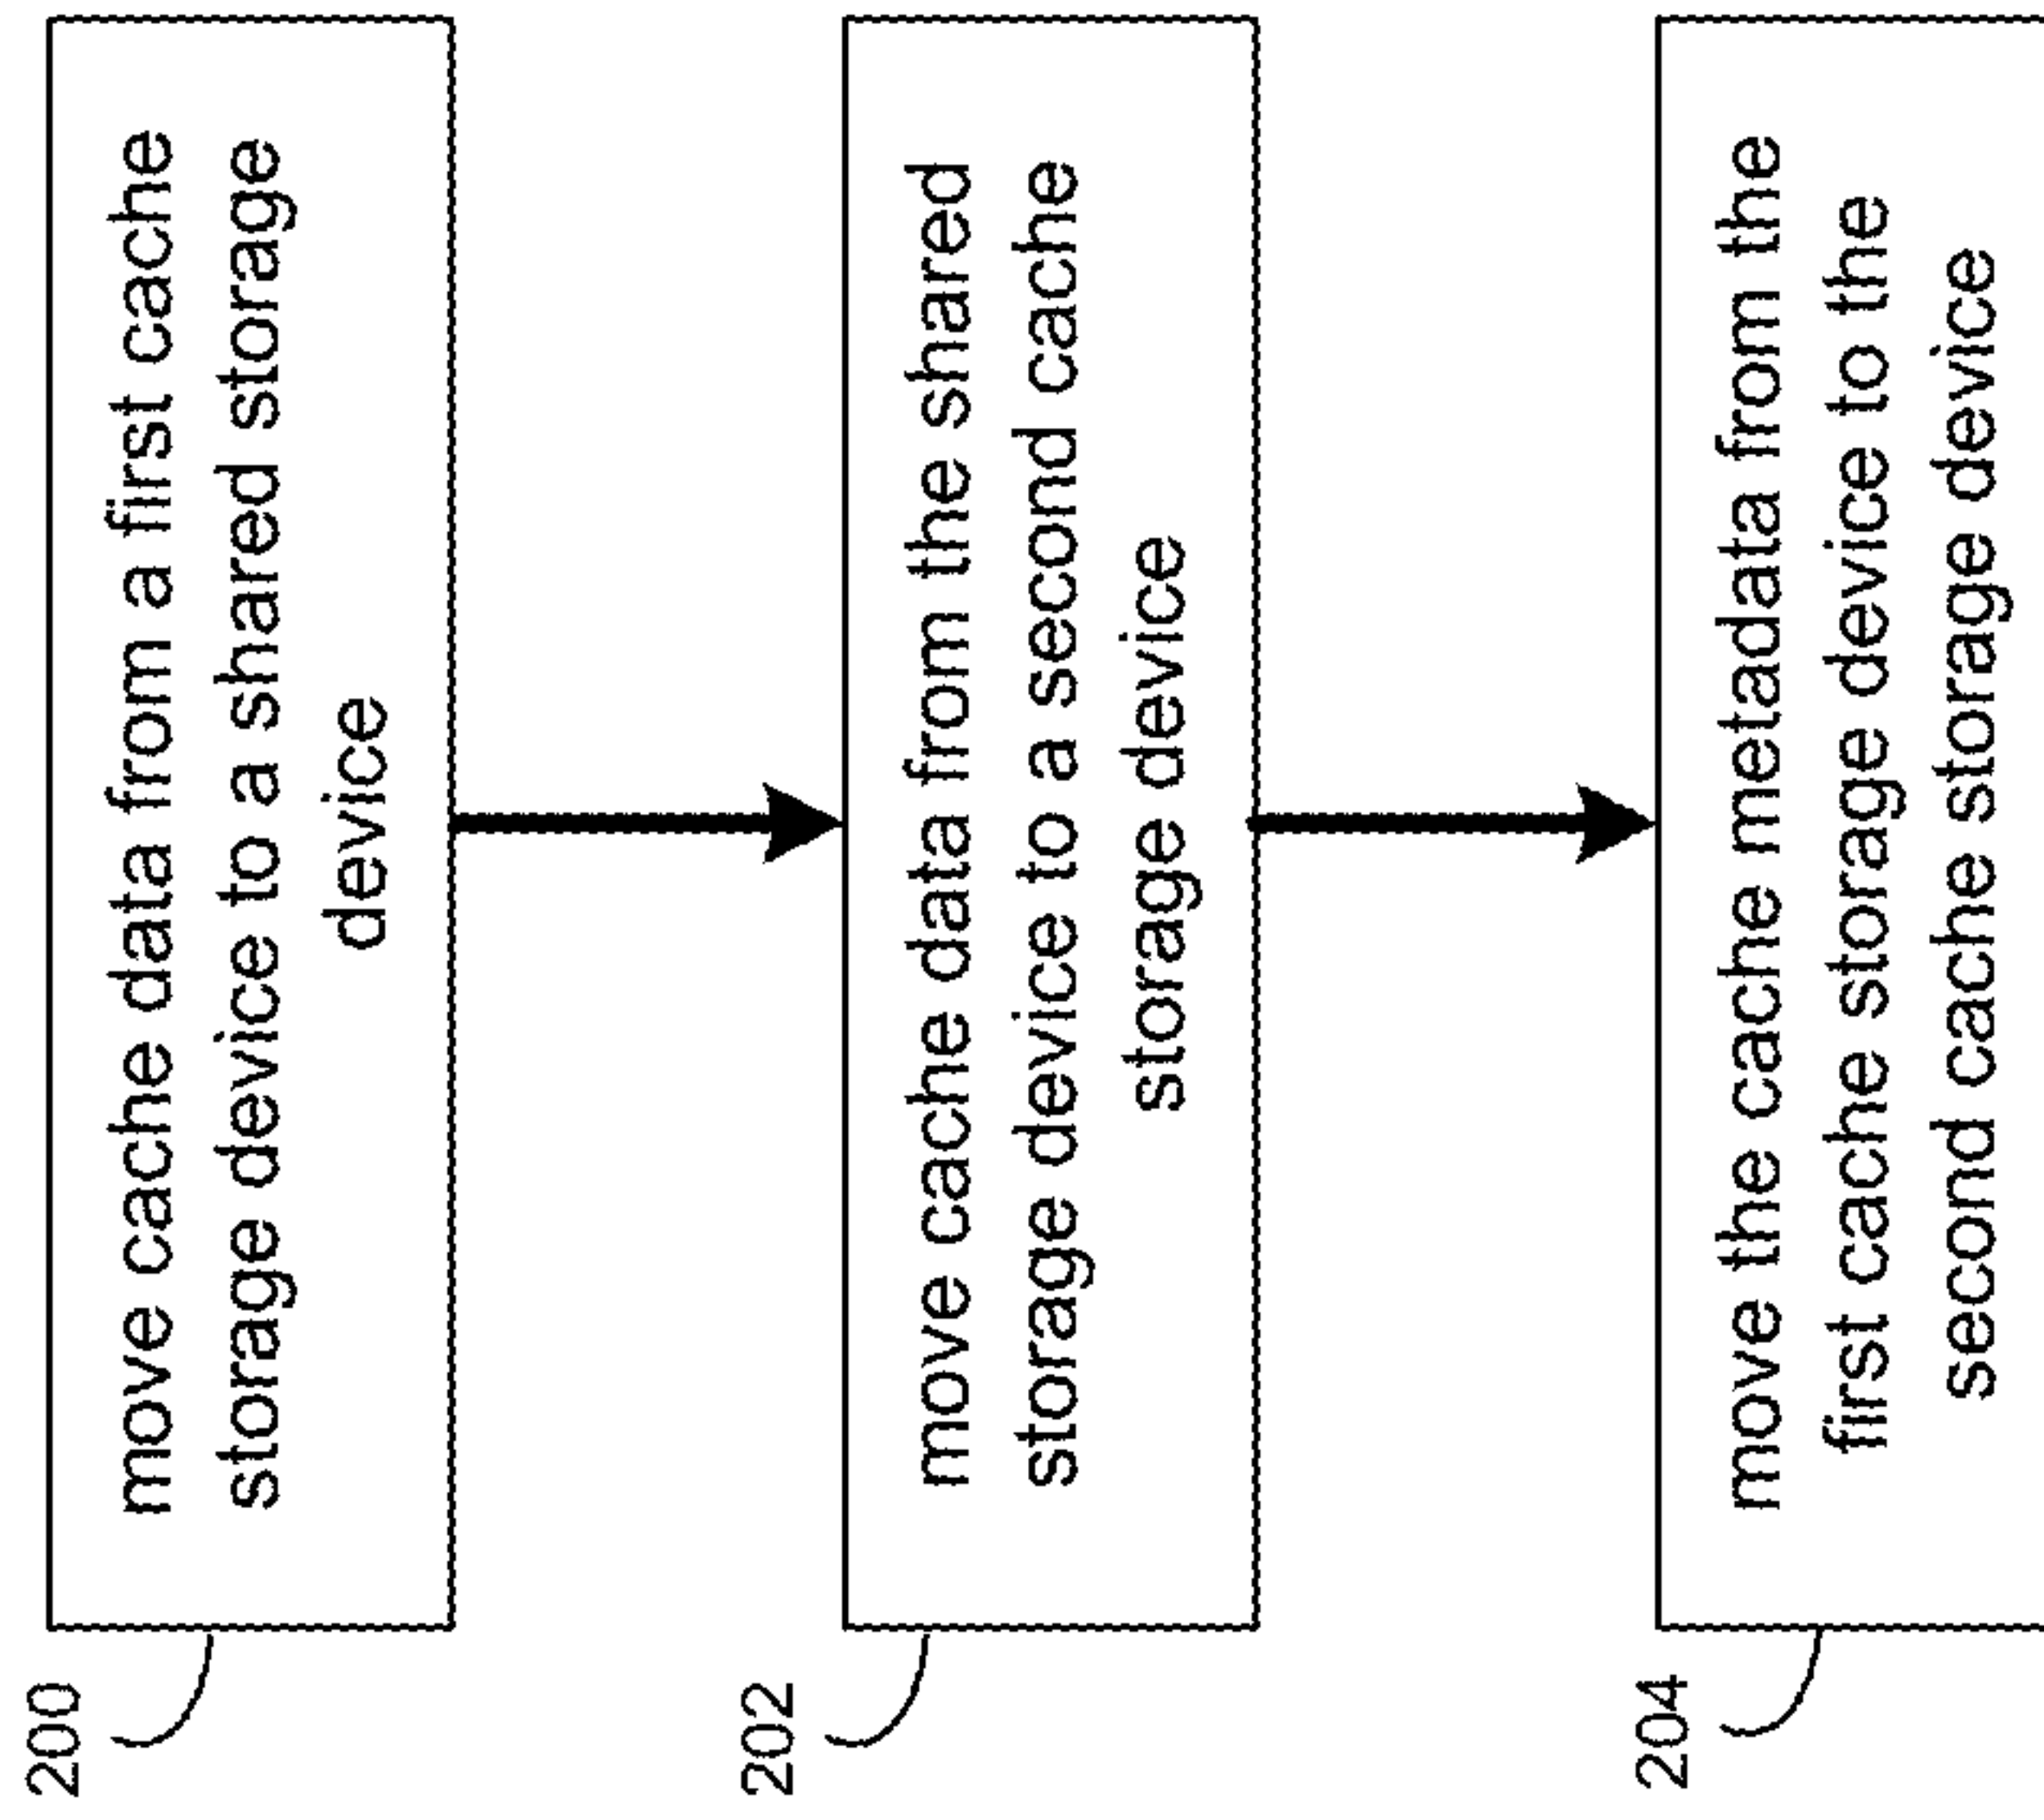 200
move cache data from a first cache
storage device to a shared storage
device
202
move cache data from the shared
storage device to a second cache
storage device
204
move the cache metadata from the
first cache storage device to the
second cache storage device